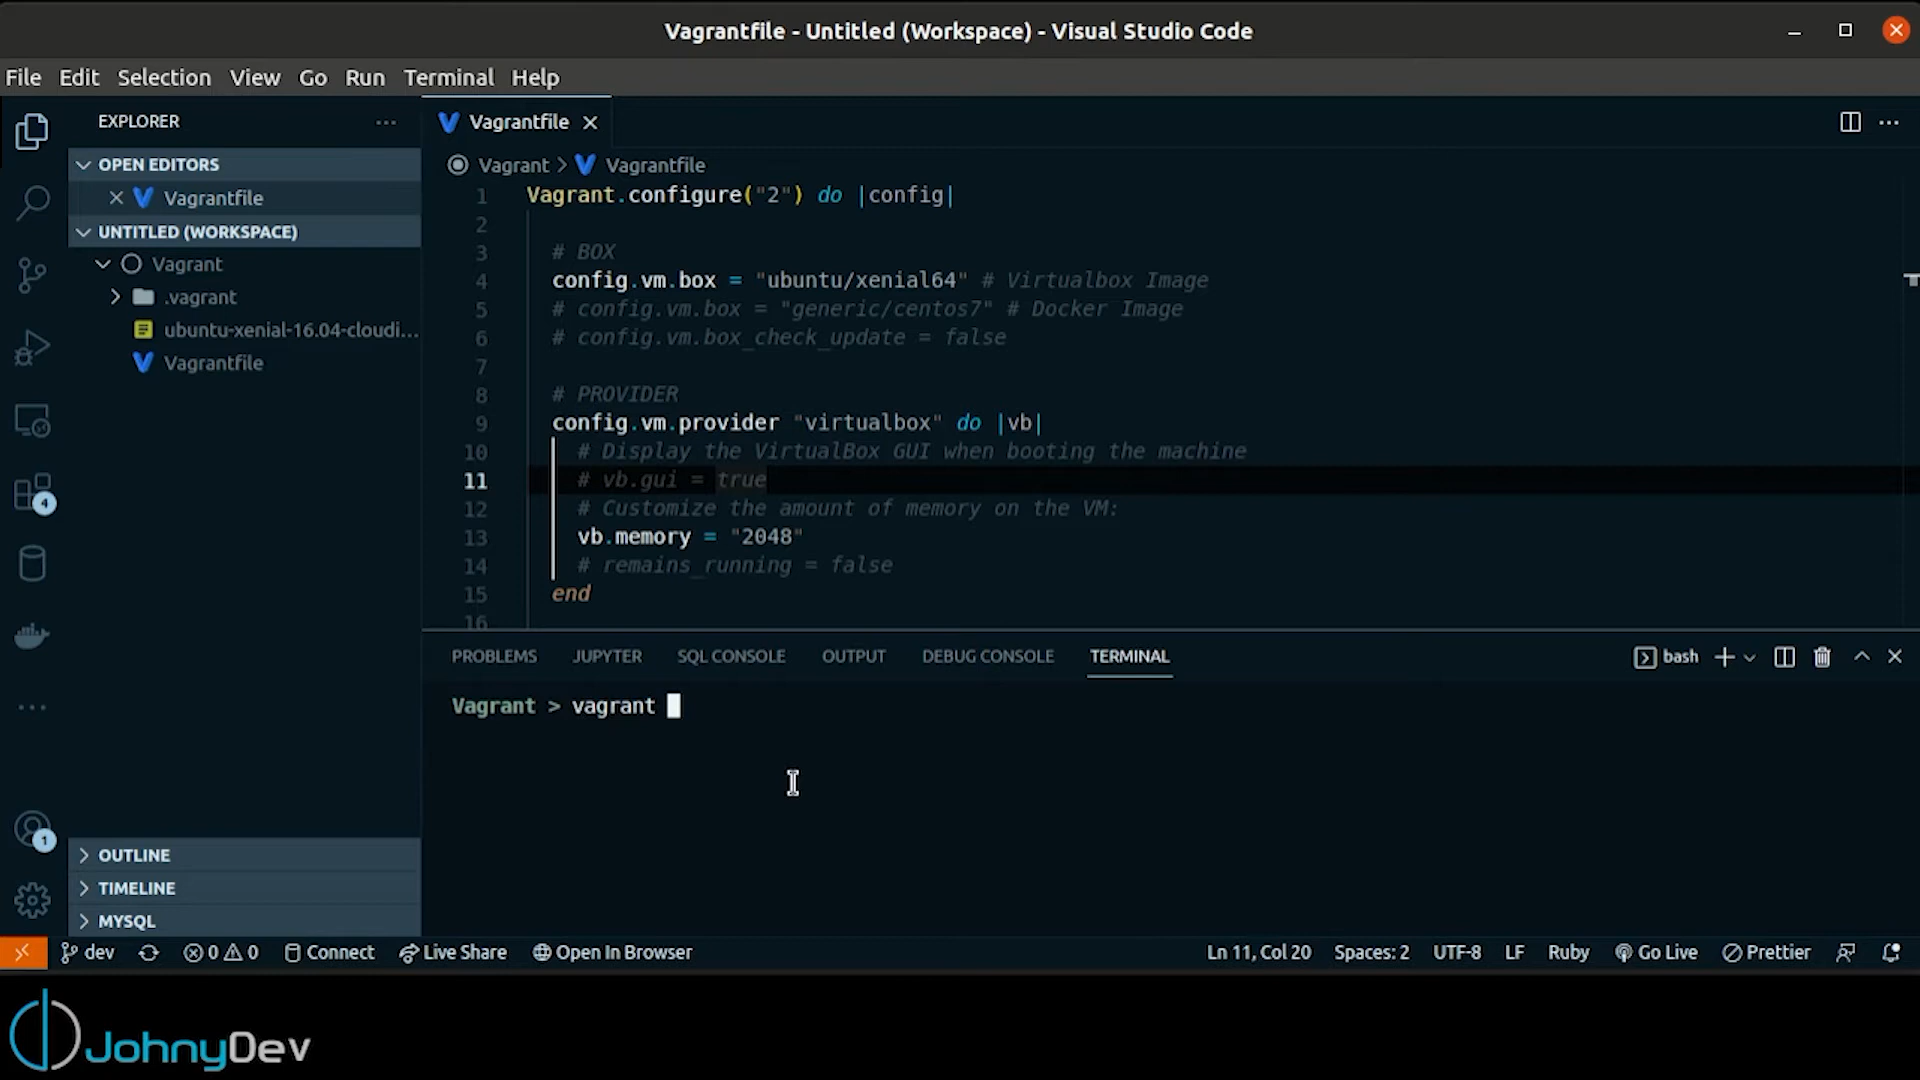 Vagrantfile - Untitled (Workspace) - Visual Studio Code
File Edit Selection View Go Run Terminal Help
EXPLORER
OPEN EDITORS
Vagrantfile
UNTITLED (WORKSPACE)
Vagrant
.vagrant
ubuntu-xenial-16.04-cloudi...
Vagrantfile
4
1
OUTLINE
TIMELINE
MYSQL
Vagrantfile
Vagrant > Vagrantfile
1 Vagrant.configure("2") do |config|
2
3 # BOX
4 config.vm.box = "ubuntu/xenial64" # Virtualbox Image
5 # config.vm.box = "generic/centos7" # Docker Image
6 # config.vm.box_check_update = false
7
8 # PROVIDER
9 config.vm.provider "virtualbox" do |vb|
10 # Display the VirtualBox GUI when booting the machine
11 # vb.gui = true
12 # Customize the amount of memory on the VM:
13 vb.memory = "2048"
14 # remains_running = false
15 end
16
PROBLEMS JUPYTER SQL CONSOLE OUTPUT DEBUG CONSOLE TERMINAL bash
Vagrant > vagrant
dev 0 0 Connect Live Share Open In Browser Ln 11, Col 20 Spaces: 2 UTF-8 LF Ruby Go Live Prettier
JohnyDev